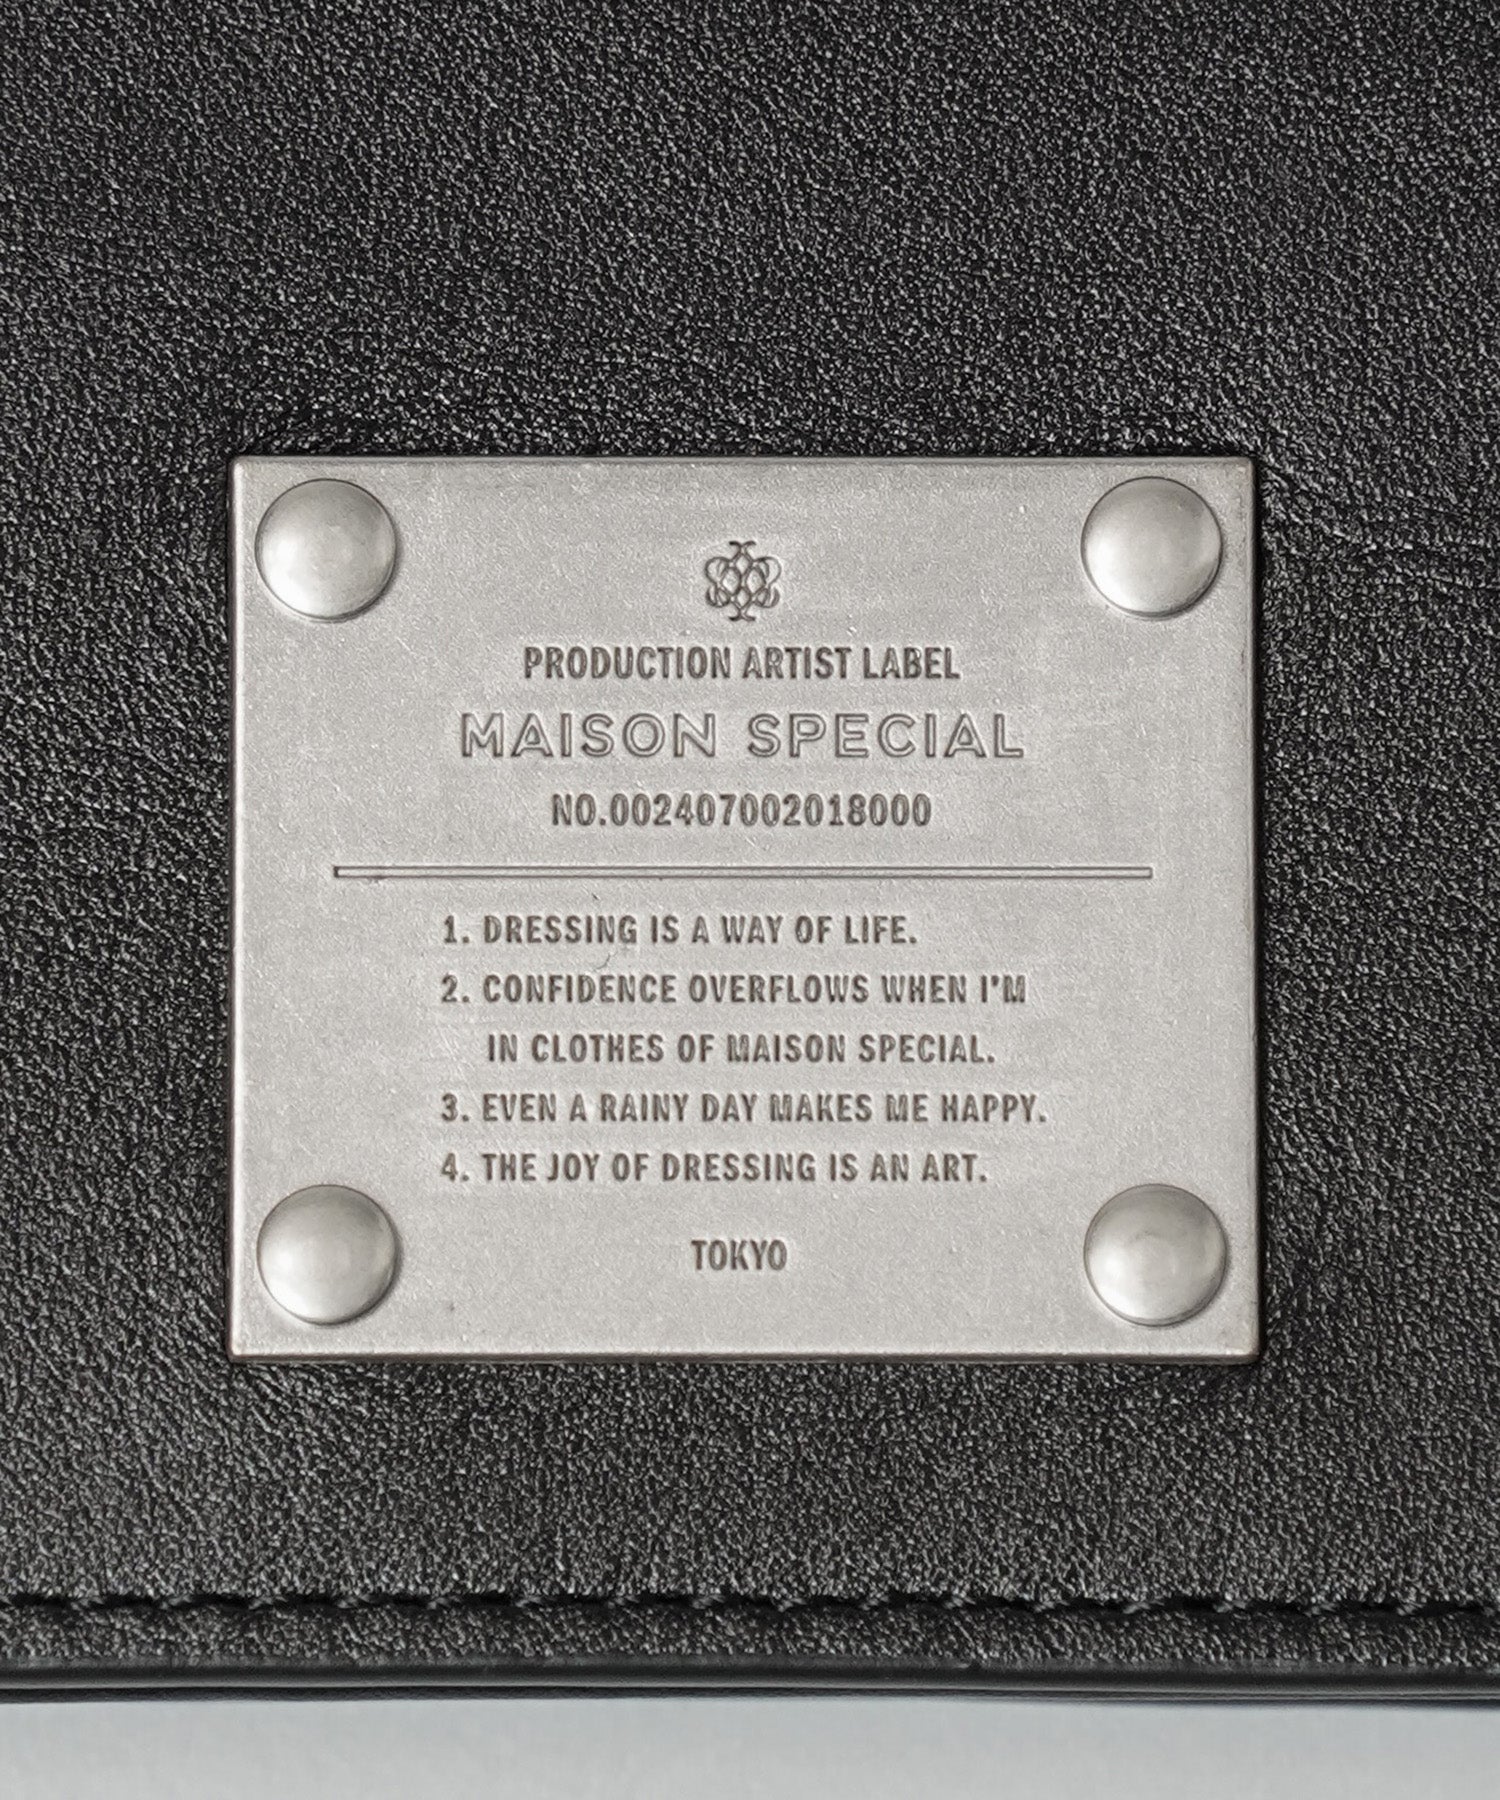 PRODUCTION ARTIST LABEL
MAISON SPECIAL
NO.002407002018000
1. DRESSING IS A WAY OF LIFE.
2. CONFIDENCE OVERFLOWS WHEN I'M
IN CLOTHES OF MAISON SPECIAL.
3. EVEN A RAINY DAY MAKES ME HAPPY.
4. THE JOY OF DRESSING IS AN ART.
TOKYO